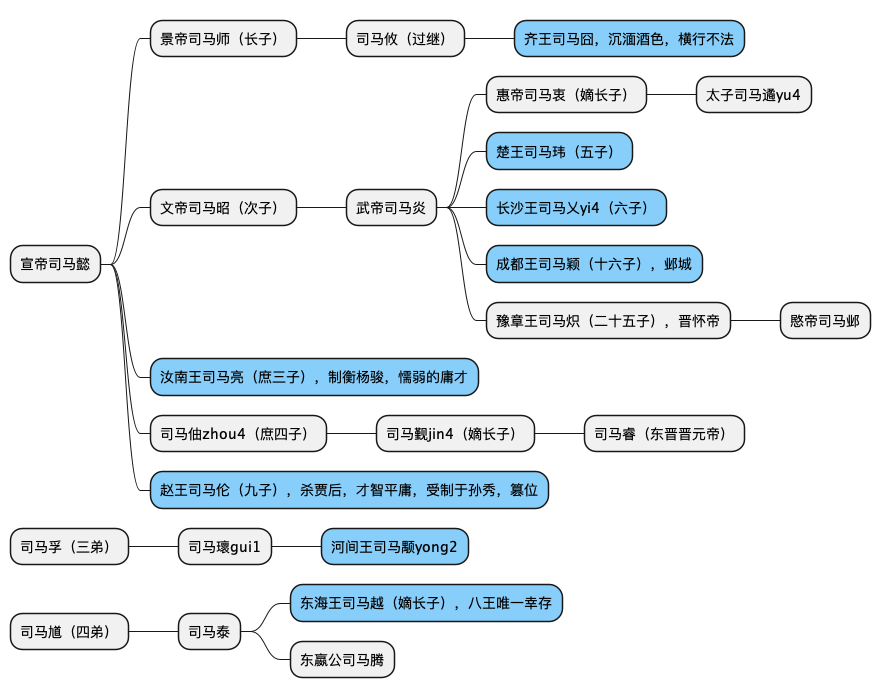 景帝司马师（长子）
司马攸（过继）
齐王司马囧，沉湎酒色，横行不法
惠帝司马衷（嫡长子）
太子司马遹yu4
楚王司马玮（五子）
文帝司马昭（次子）
武帝司马炎
长沙王司马乂yi4（六子）
宣帝司马懿
成都王司马颖（十六子），邺城
豫章王司马炽（二十五子），晋怀帝
愍帝司马邺
汝南王司马亮（庶三子），制衡杨骏，懦弱的庸才
司马伷zhou4（庶四子）
司马觐jin4（嫡长子）
司马睿（东晋晋元帝）
赵王司马伦（九子），杀贾后，才智平庸，受制于孙秀，篡位
司马孚（三弟）
司马瓌gui1
河间王司马颙yong2
东海王司马越（嫡长子），八王唯一幸存
司马馗（四弟）
司马泰
东嬴公司马腾